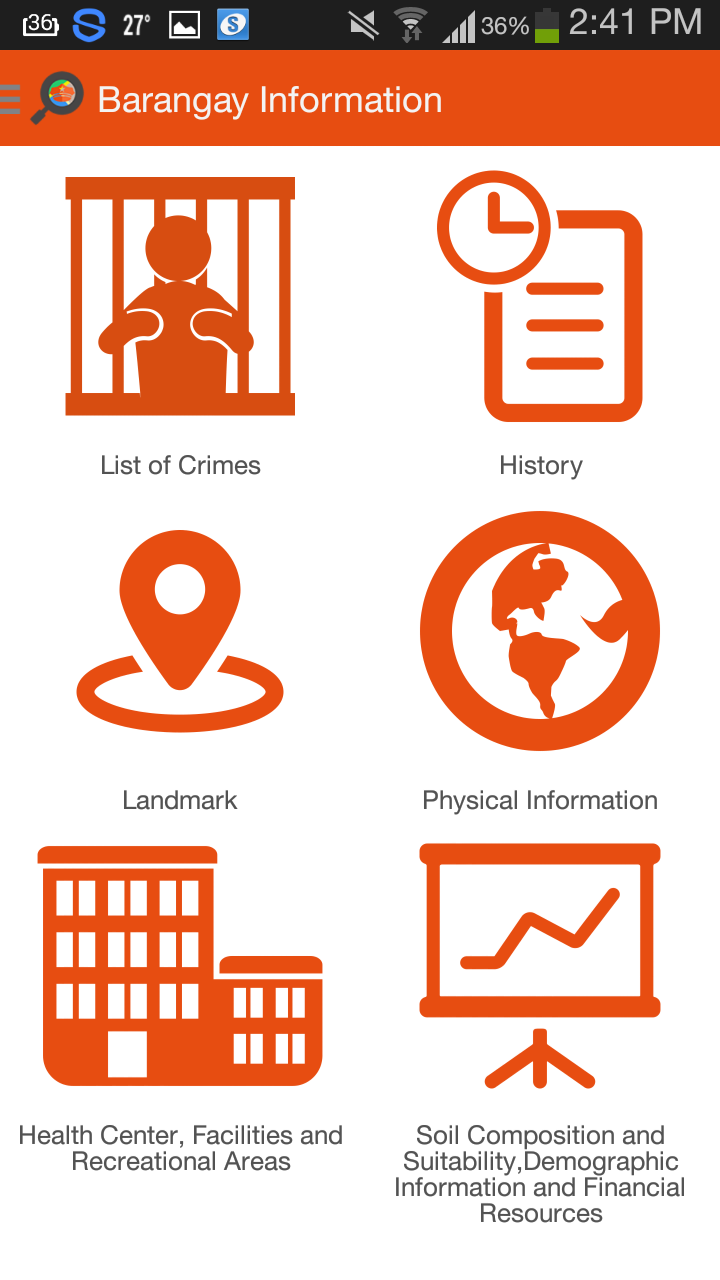 36 27° S 36% 2:41 PM
Barangay Information
List of Crimes
History
Landmark
Physical Information
Health Center, Facilities and
Recreational Areas
Soil Composition and
Suitability,Demographic
Information and Financial
Resources